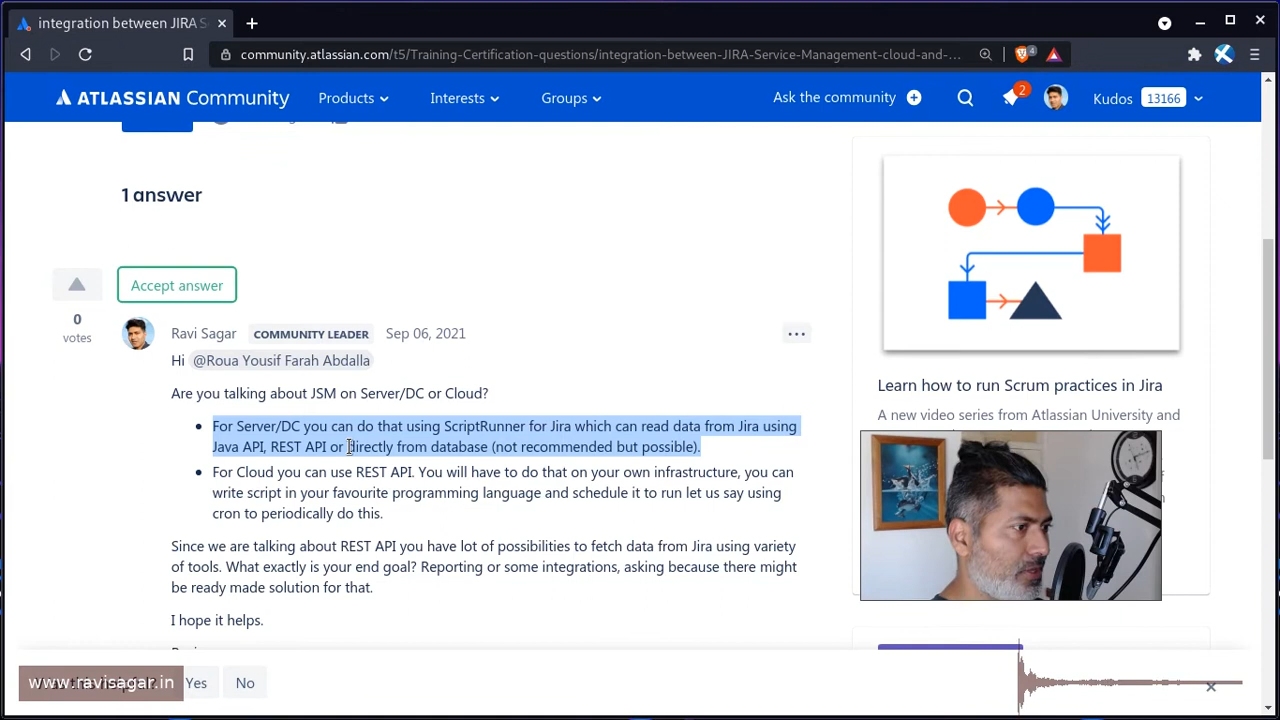 integration between JIRA S
community.atlassian.com/t5/Training-Certification-questions/integration-between-JIRA-Service-Management-cloud-and-…
4
ATLASSIAN Community
Products
Interests
Groups
Ask the community
2
Kudos
13166
1 answer
Accept answer
0
votes
Ravi Sagar
COMMUNITY LEADER
Sep 06, 2021
Hi @Roua Yousif Farah Abdalla
Are you talking about JSM on Server/DC or Cloud?
• For Server/DC you can do that using ScriptRunner for Jira which can read data from Jira using
Java API, REST API or directly from database (not recommended but possible).
• For Cloud you can use REST API. You will have to do that on your own infrastructure, you can
write script in your favourite programming language and schedule it to run let us say using
cron to periodically do this.
Since we are talking about REST API you have lot of possibilities to fetch data from Jira using variety
of tools. What exactly is your end goal? Reporting or some integrations, asking because there might
be ready made solution for that.
I hope it helps.
Learn how to run Scrum practices in Jira
A new video series from Atlassian University and
www.ravisagar.in
Yes
No